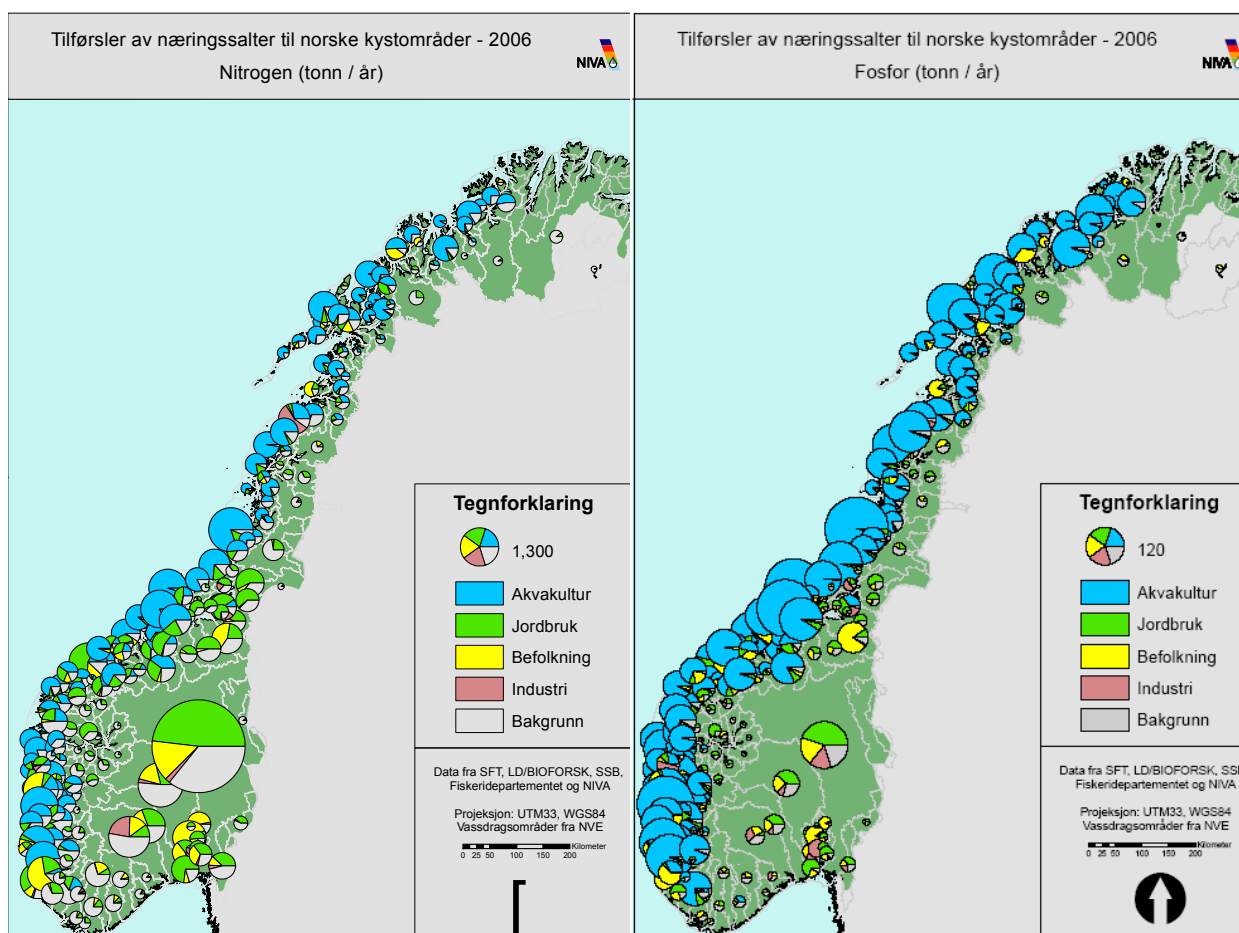 Tilførsler av næringssalter til norske kystområder - 2006
Nitrogen (tonn / år)
NIVA
Tegnforklaring
1,300
Akvakultur
Jordbruk
Befolkning
Industri
Bakgrunn
Data fra SFT, LD/BIOFORSK, SSB,
Fiskeridepartementet og NIVA
Projeksjon: UTM33, WGS84
Vassdragsområder fra NVE
Kilometer
0 25 50 100 150 200
Tilførsler av næringssalter til norske kystområder - 2006
Fosfor (tonn / år)
NIVA
Tegnforklaring
120
Akvakultur
Jordbruk
Befolkning
Industri
Bakgrunn
Data fra SFT, LD/BIOFORSK, SSB
Fiskeridepartementet og NIVA
Projeksjon: UTM33, WGS84
Vassdragsområder fra NVE
Kilometer
0 25 50 100 150 200